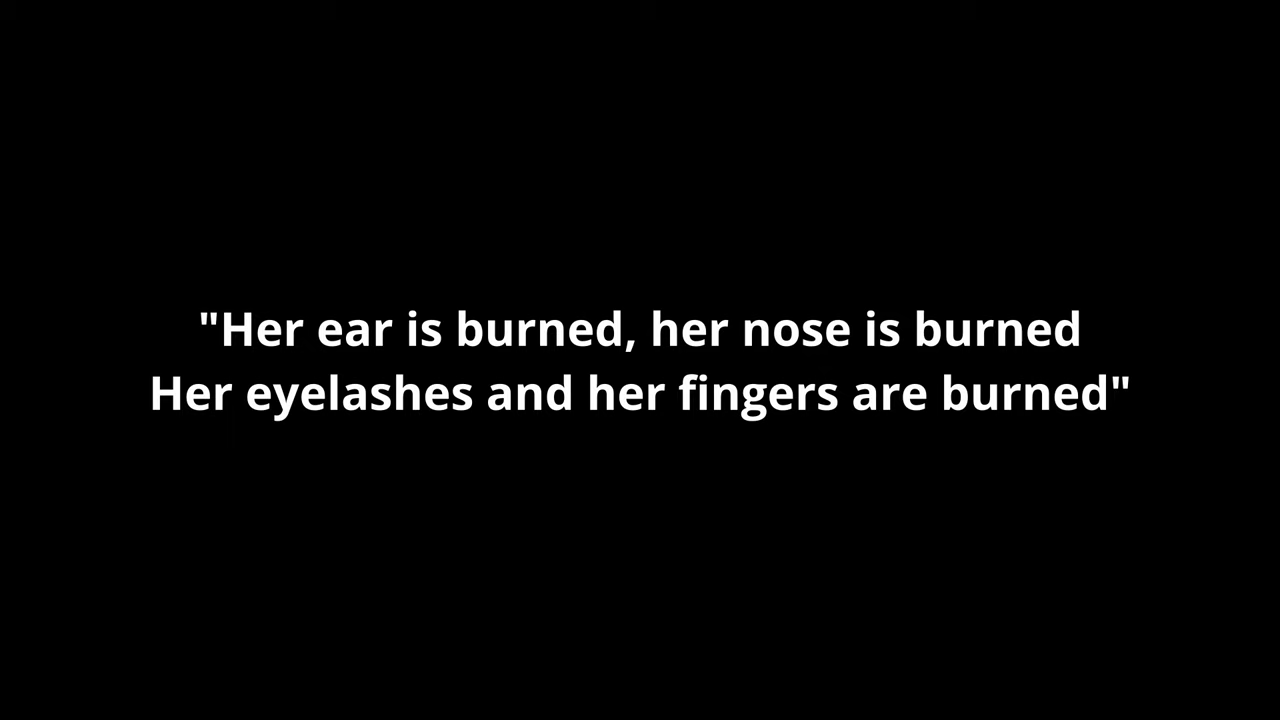 "Her ear is burned, her nose is burned
Her eyelashes and her fingers are burned"